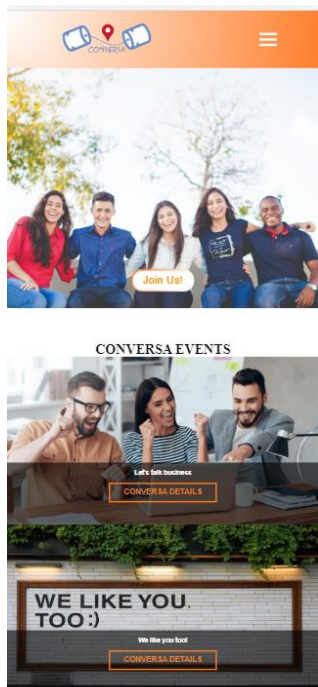 CONVERSA
Join Us!
CONVERSA EVENTS
Let's talk business
CONVERSA DETAILS
WE LIKE YOU
TOO :)
We like you too!
CONVERSA DETAILS